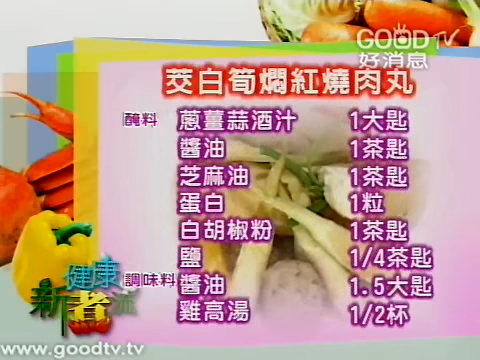 GOODTV
好消息
茭白筍燜紅燒肉丸
醃料 蔥薑蒜酒汁 1大匙
醬油 1茶匙
芝麻油 1茶匙
蛋白 1粒
白胡椒粉 1茶匙
鹽 1/4茶匙
調味料 醬油 1.5大匙
雞高湯 1/2杯
健康
新煮流
www.goodtv.tv